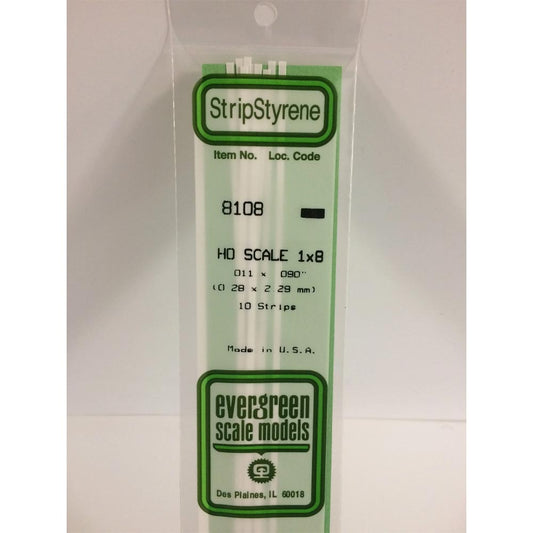 StripStyrene
Item No. Loc. Code
8108
HO SCALE 1x8
.011 x .090"
(0.28 x 2.29 mm)
10 Strips
Made in U.S.A.
evergreen
scale models
Des Plaines, IL 60018